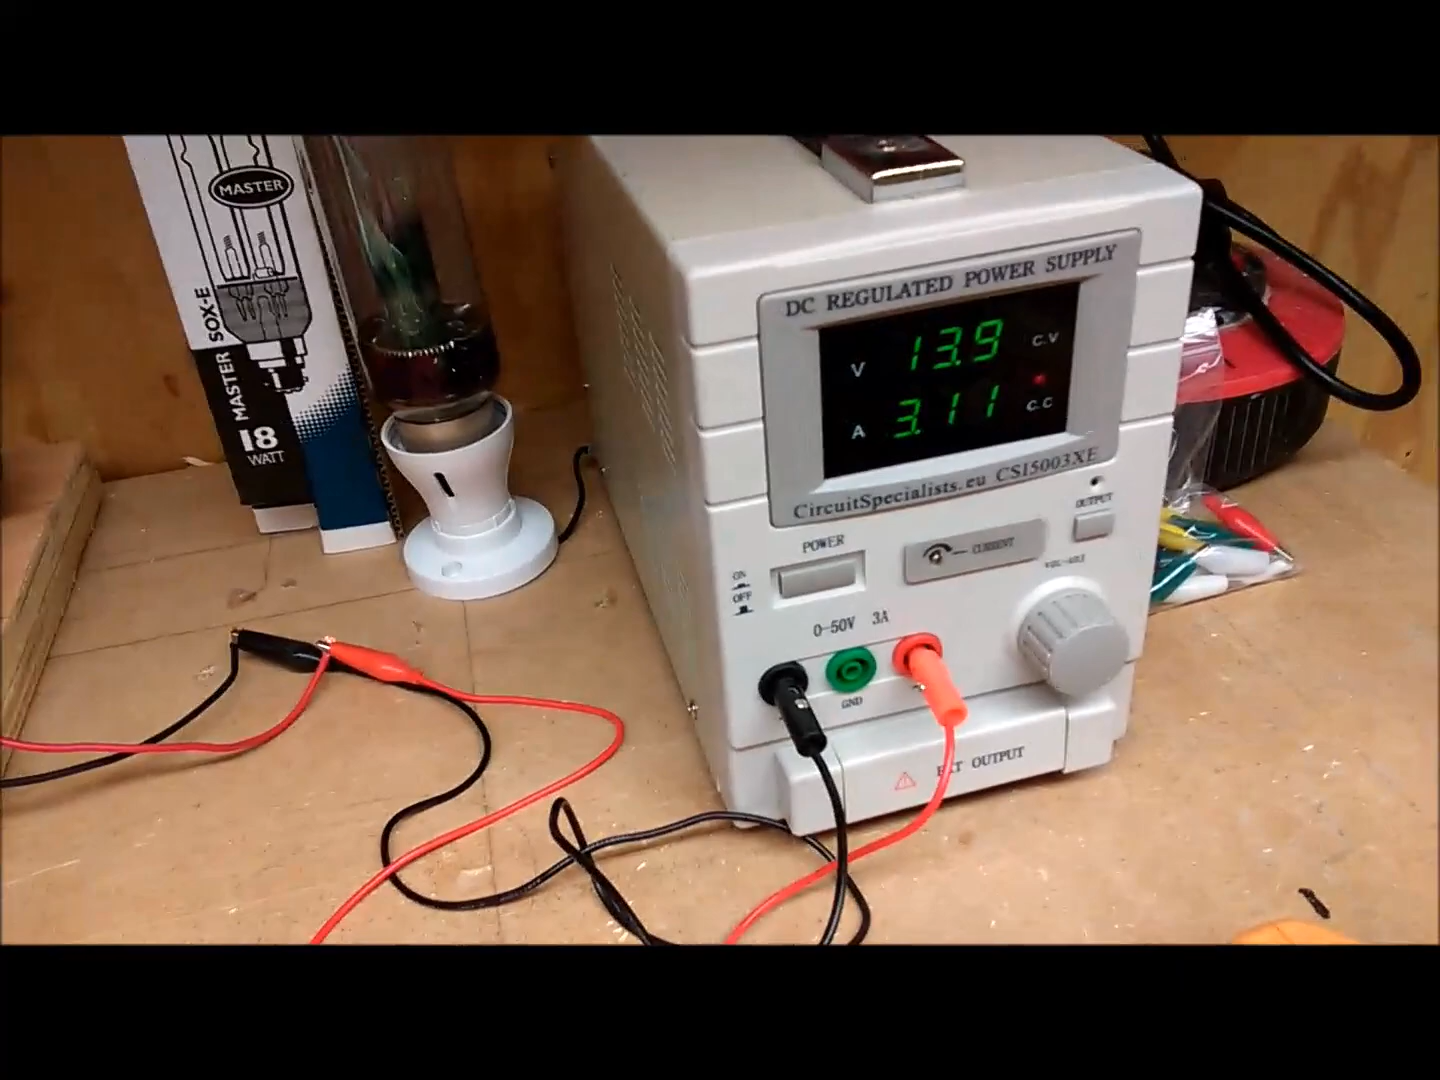 MASTER
MASTER SOX-E
18
WATT
DC REGULATED POWER SUPPLY
V 13.9 C.V
A 3.11 C.C
CircuitSpecialists.eu CSI5003XE
POWER
ON
OFF
CURRENT
OUTPUT
0-50V 3A
GND
EXT OUTPUT